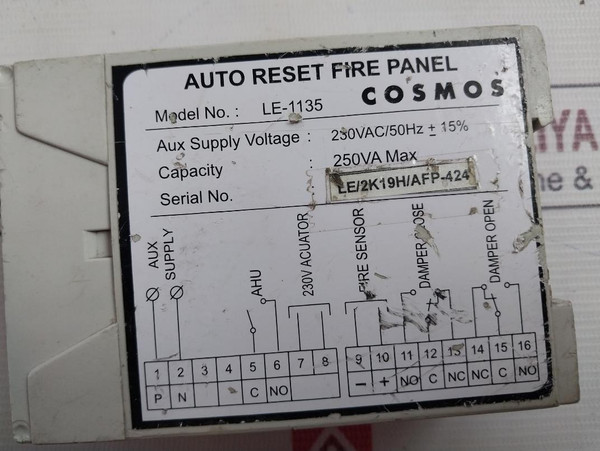 AUTO RESET FIRE PANEL
Model No. : LE-1135 COSMOS
Aux Supply Voltage : 230VAC/50Hz ± 15%
Capacity : 250VA Max
Serial No. LE/2K19H/AFP-424
AUX SUPPLY
AHU
230V ACUATOR
FIRE SENSOR
DAMPER CLOSE
DAMPER OPEN
1 2 3 4 5 6 7 8 9 10 11 12 13 14 15 16
P N C NO − + NO C NC NC C NO
IYA
ne &